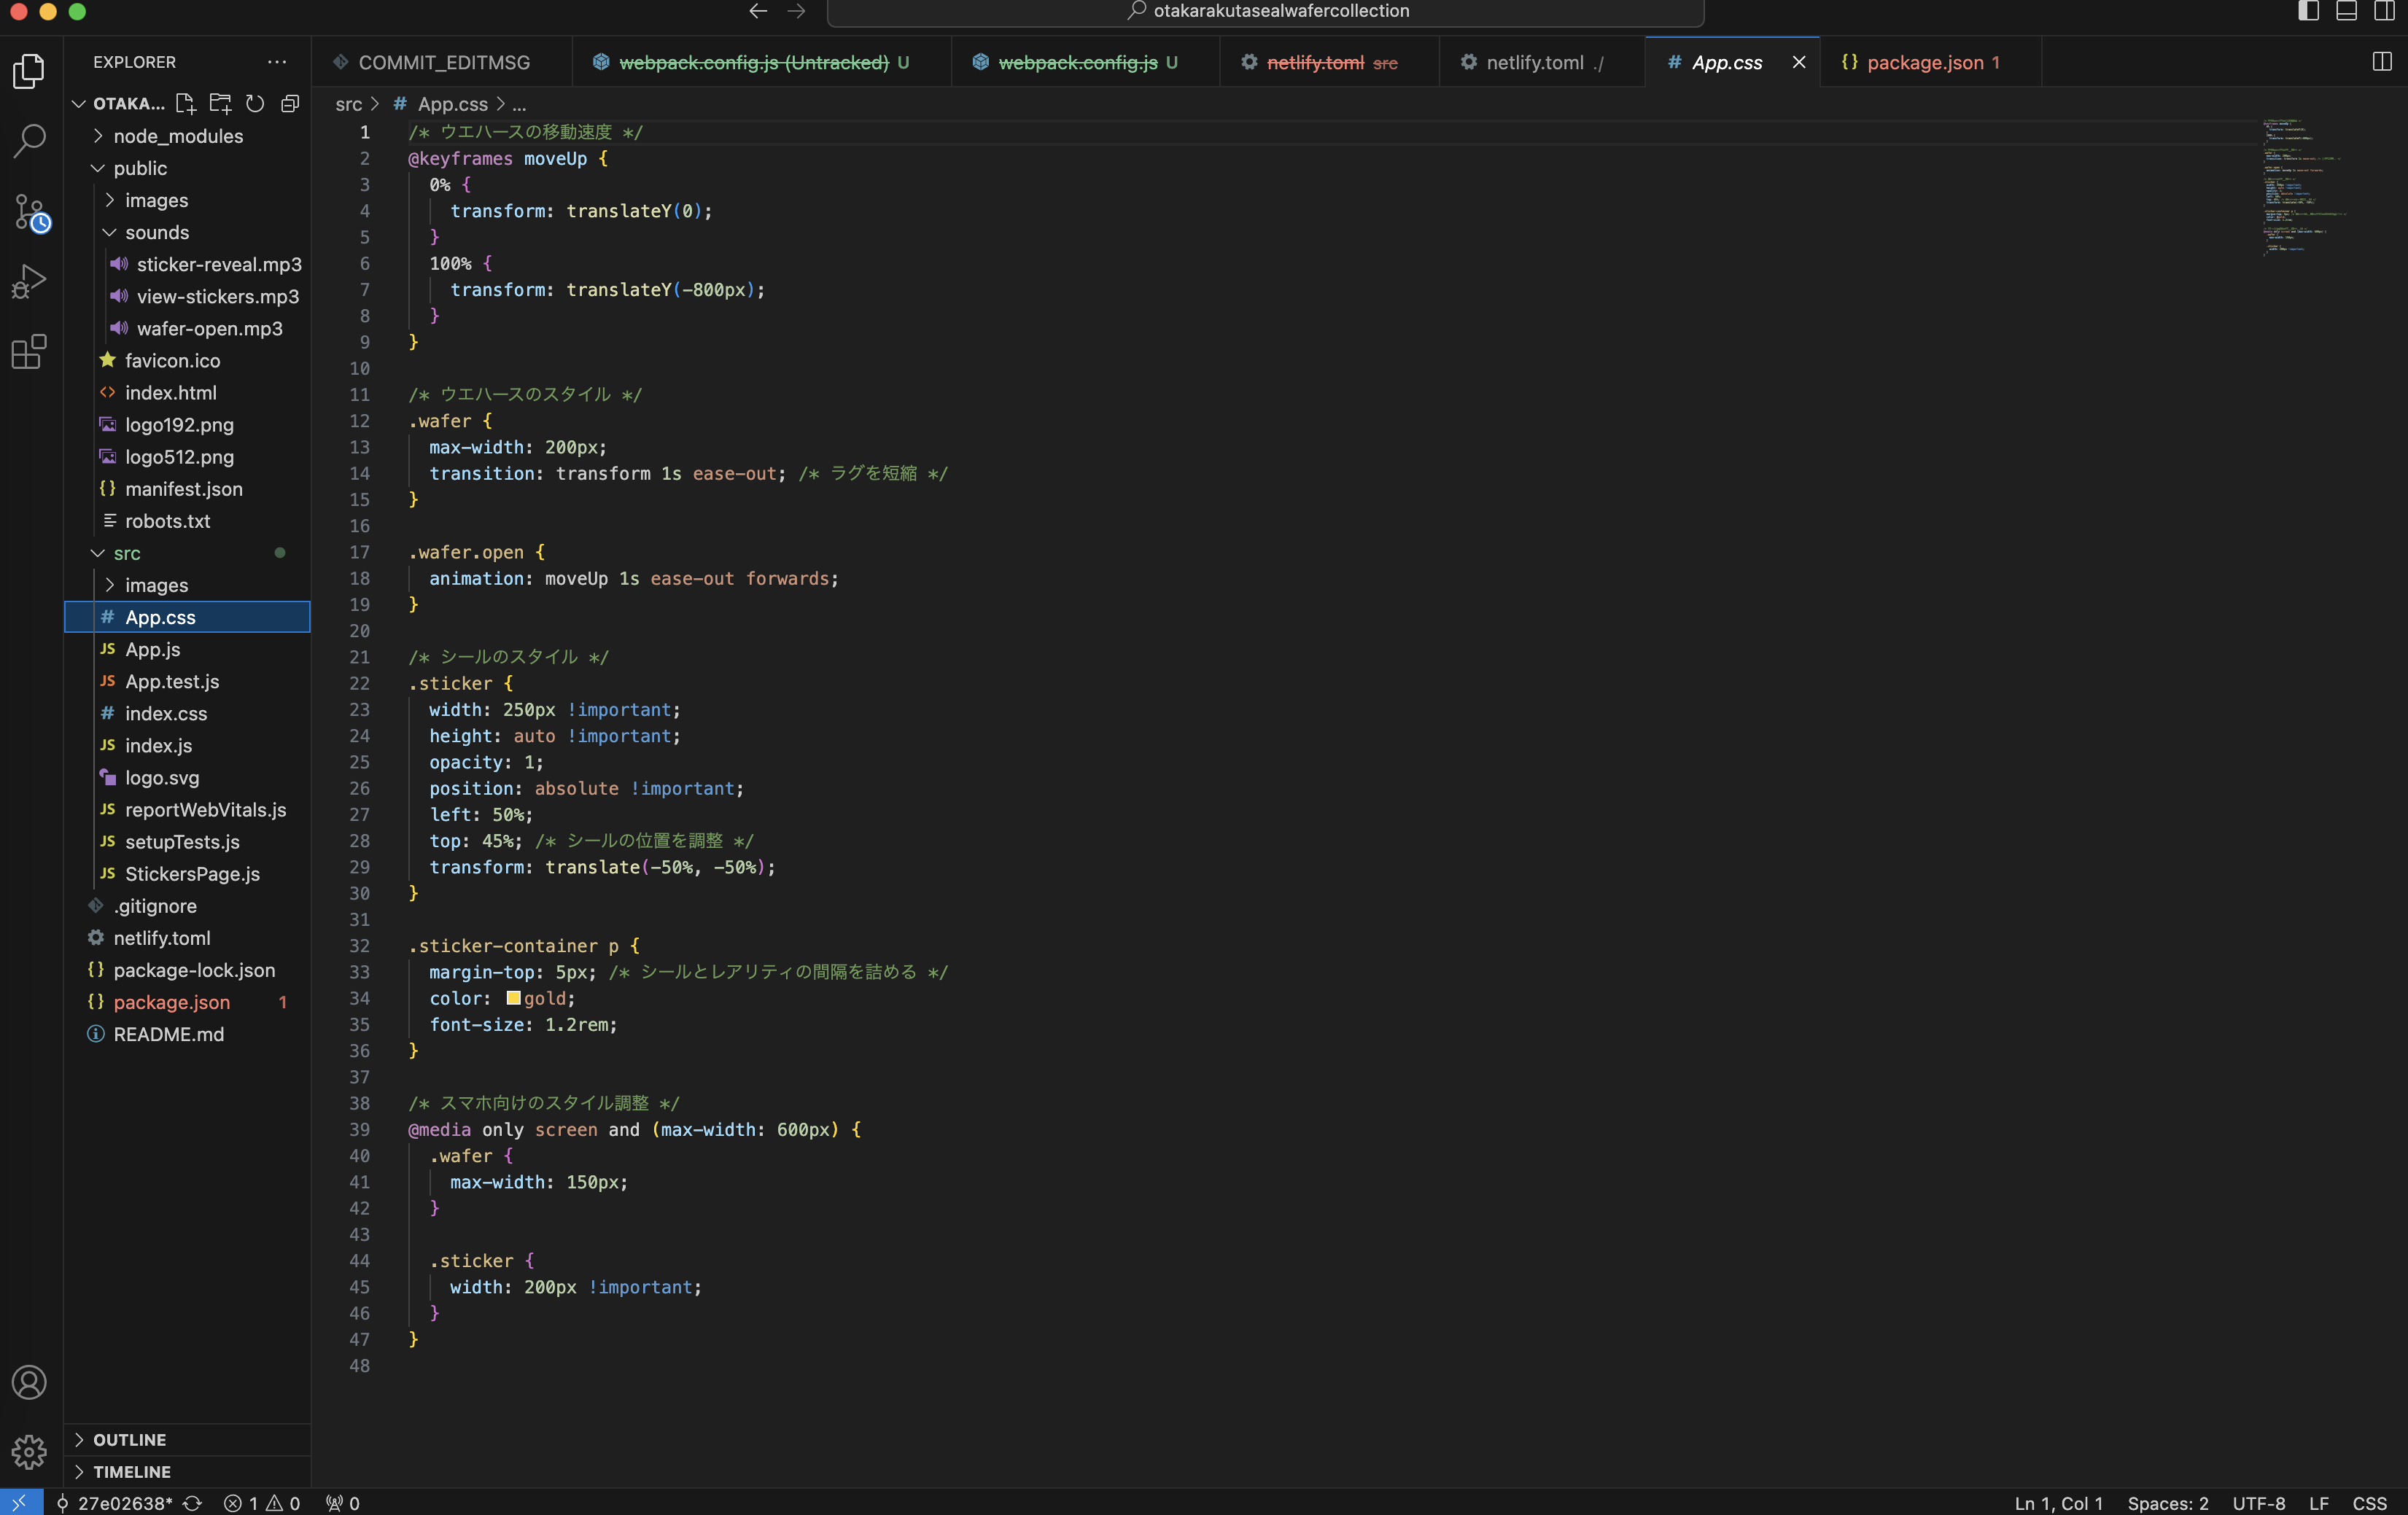 otakarakutasealwafercollection
EXPLORER
COMMIT_EDITMSG
webpack.config.js (Untracked) U
webpack.config.js U
netlify.toml src
netlify.toml ./
# App.css
{} package.json 1
OTAKA...
src > # App.css > ...
node_modules
public
images
sounds
sticker-reveal.mp3
view-stickers.mp3
wafer-open.mp3
favicon.ico
<> index.html
logo192.png
logo512.png
{} manifest.json
robots.txt
src
images
# App.css
JS App.js
JS App.test.js
# index.css
JS index.js
logo.svg
JS reportWebVitals.js
JS setupTests.js
JS StickersPage.js
.gitignore
netlify.toml
{} package-lock.json
{} package.json 1
README.md
OUTLINE
TIMELINE
1 /* ウエハースの移動速度 */
2 @keyframes moveUp {
3 0% {
4 transform: translateY(0);
5 }
6 100% {
7 transform: translateY(-800px);
8 }
9 }
10
11 /* ウエハースのスタイル */
12 .wafer {
13 max-width: 200px;
14 transition: transform 1s ease-out; /* ラグを短縮 */
15 }
16
17 .wafer.open {
18 animation: moveUp 1s ease-out forwards;
19 }
20
21 /* シールのスタイル */
22 .sticker {
23 width: 250px !important;
24 height: auto !important;
25 opacity: 1;
26 position: absolute !important;
27 left: 50%;
28 top: 45%; /* シールの位置を調整 */
29 transform: translate(-50%, -50%);
30 }
31
32 .sticker-container p {
33 margin-top: 5px; /* シールとレアリティの間隔を詰める */
34 color: gold;
35 font-size: 1.2rem;
36 }
37
38 /* スマホ向けのスタイル調整 */
39 @media only screen and (max-width: 600px) {
40 .wafer {
41 max-width: 150px;
42 }
43
44 .sticker {
45 width: 200px !important;
46 }
47 }
48
27e02638* 1 0 0
Ln 1, Col 1 Spaces: 2 UTF-8 LF CSS